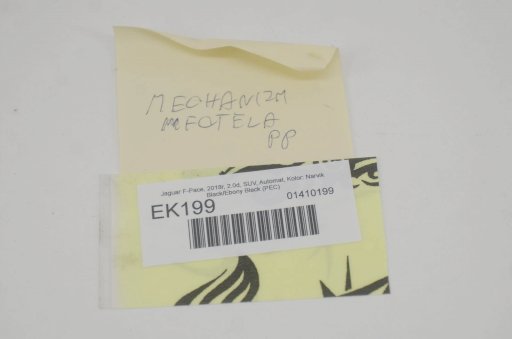 MECHANIZM
FOTELA
PP
Jaguar F-Pace, 2019r, 2.0d, SUV, Automat, Kolor: Narvik
Black/Ebony Black (PEC)
EK199
01410199